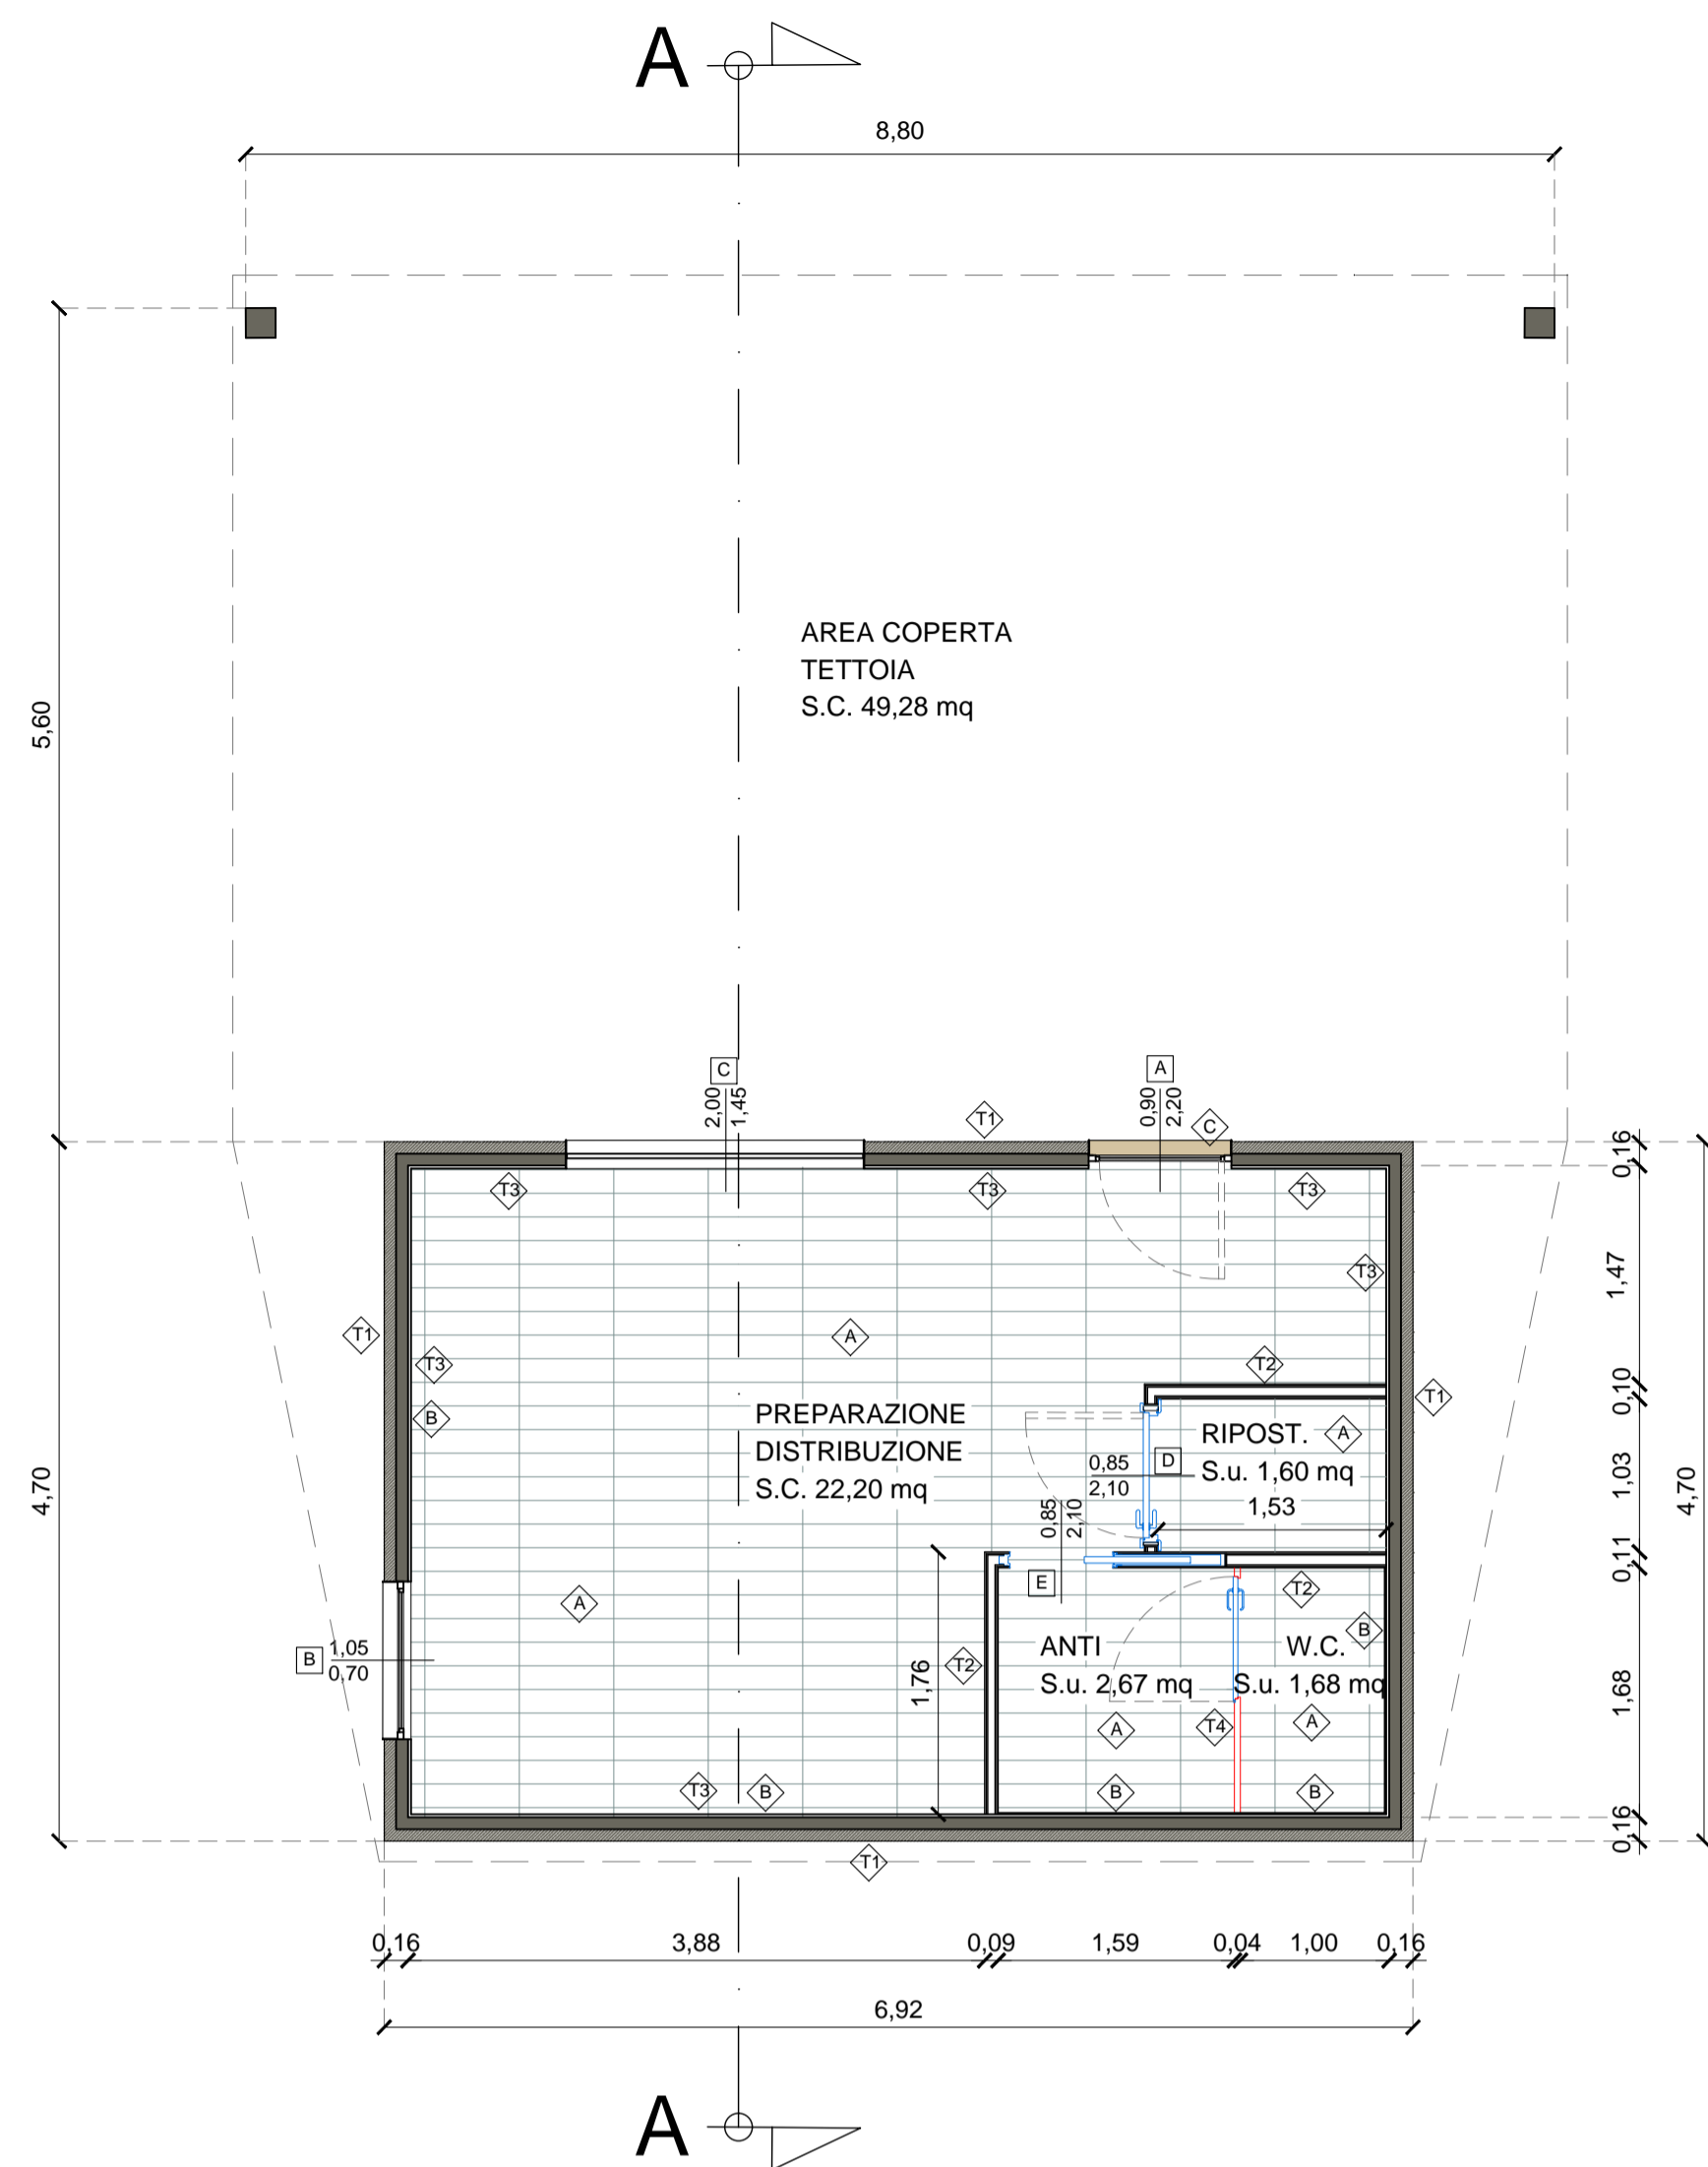 A
8,80
5,60
AREA COPERTA
TETTOIA
S.C. 49,28 mq
C
2,00
1,45
T1
A
0,90
2,20
C
0,16
T3
T3
T3
T3
1,47
T1
A
T3
T2
0,10
T1
B
PREPARAZIONE
DISTRIBUZIONE
S.C. 22,20 mq
RIPOST.
A
S.u. 1,60 mq
1,53
0,85
2,10
D
1,03
4,70
4,70
0,85
2,10
0,11
E
T2
A
B
B
1,05
0,70
ANTI
S.u. 2,67 mq
W.C.
S.u. 1,68 mq
T2
1,76
1,68
A
T4
A
T3
B
B
B
0,16
T1
0,16
3,88
0,09
1,59
0,04
1,00
0,16
6,92
A